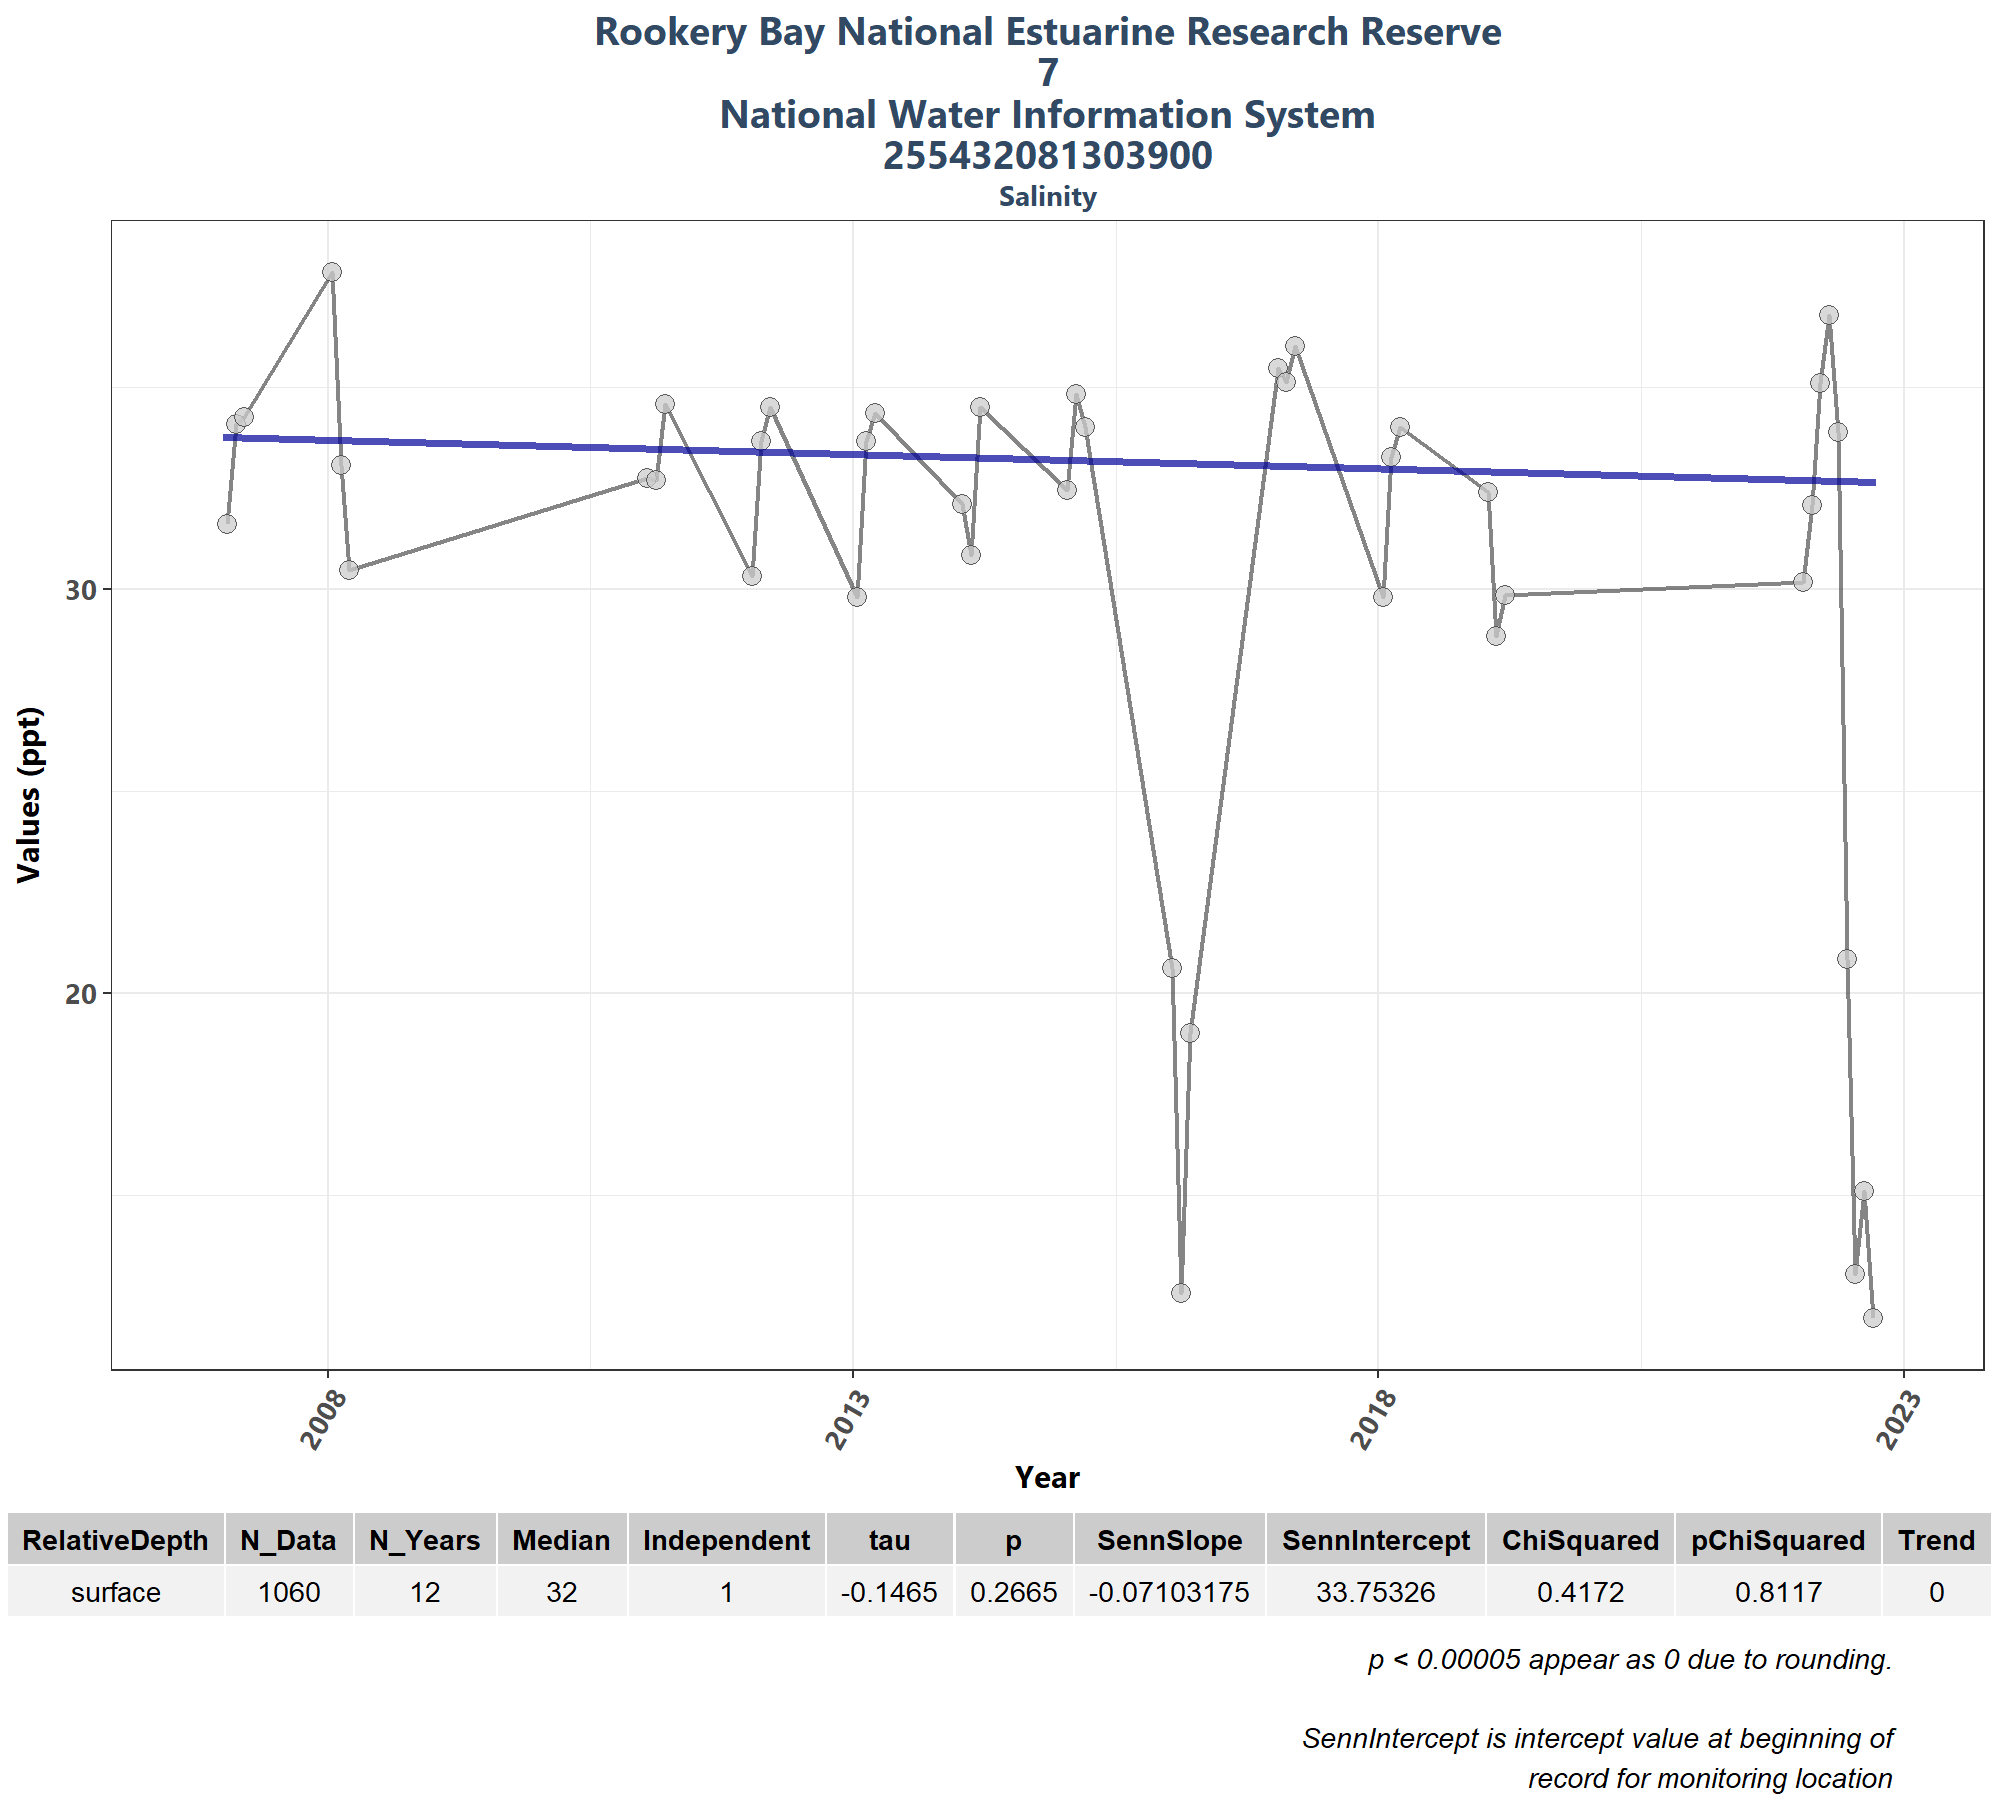 Rookery Bay National Estuarine Research Reserve
7
National Water Information System
255432081303900
Salinity
Values (ppt)
30
20
2008
2013
2018
2023
Year
RelativeDepth N_Data N_Years Median Independent tau p SennSlope SennIntercept ChiSquared pChiSquared Trend
surface 1060 12 32 1 -0.1465 0.2665 -0.07103175 33.75326 0.4172 0.8117 0
p < 0.00005 appear as 0 due to rounding.
SennIntercept is intercept value at beginning of
record for monitoring location